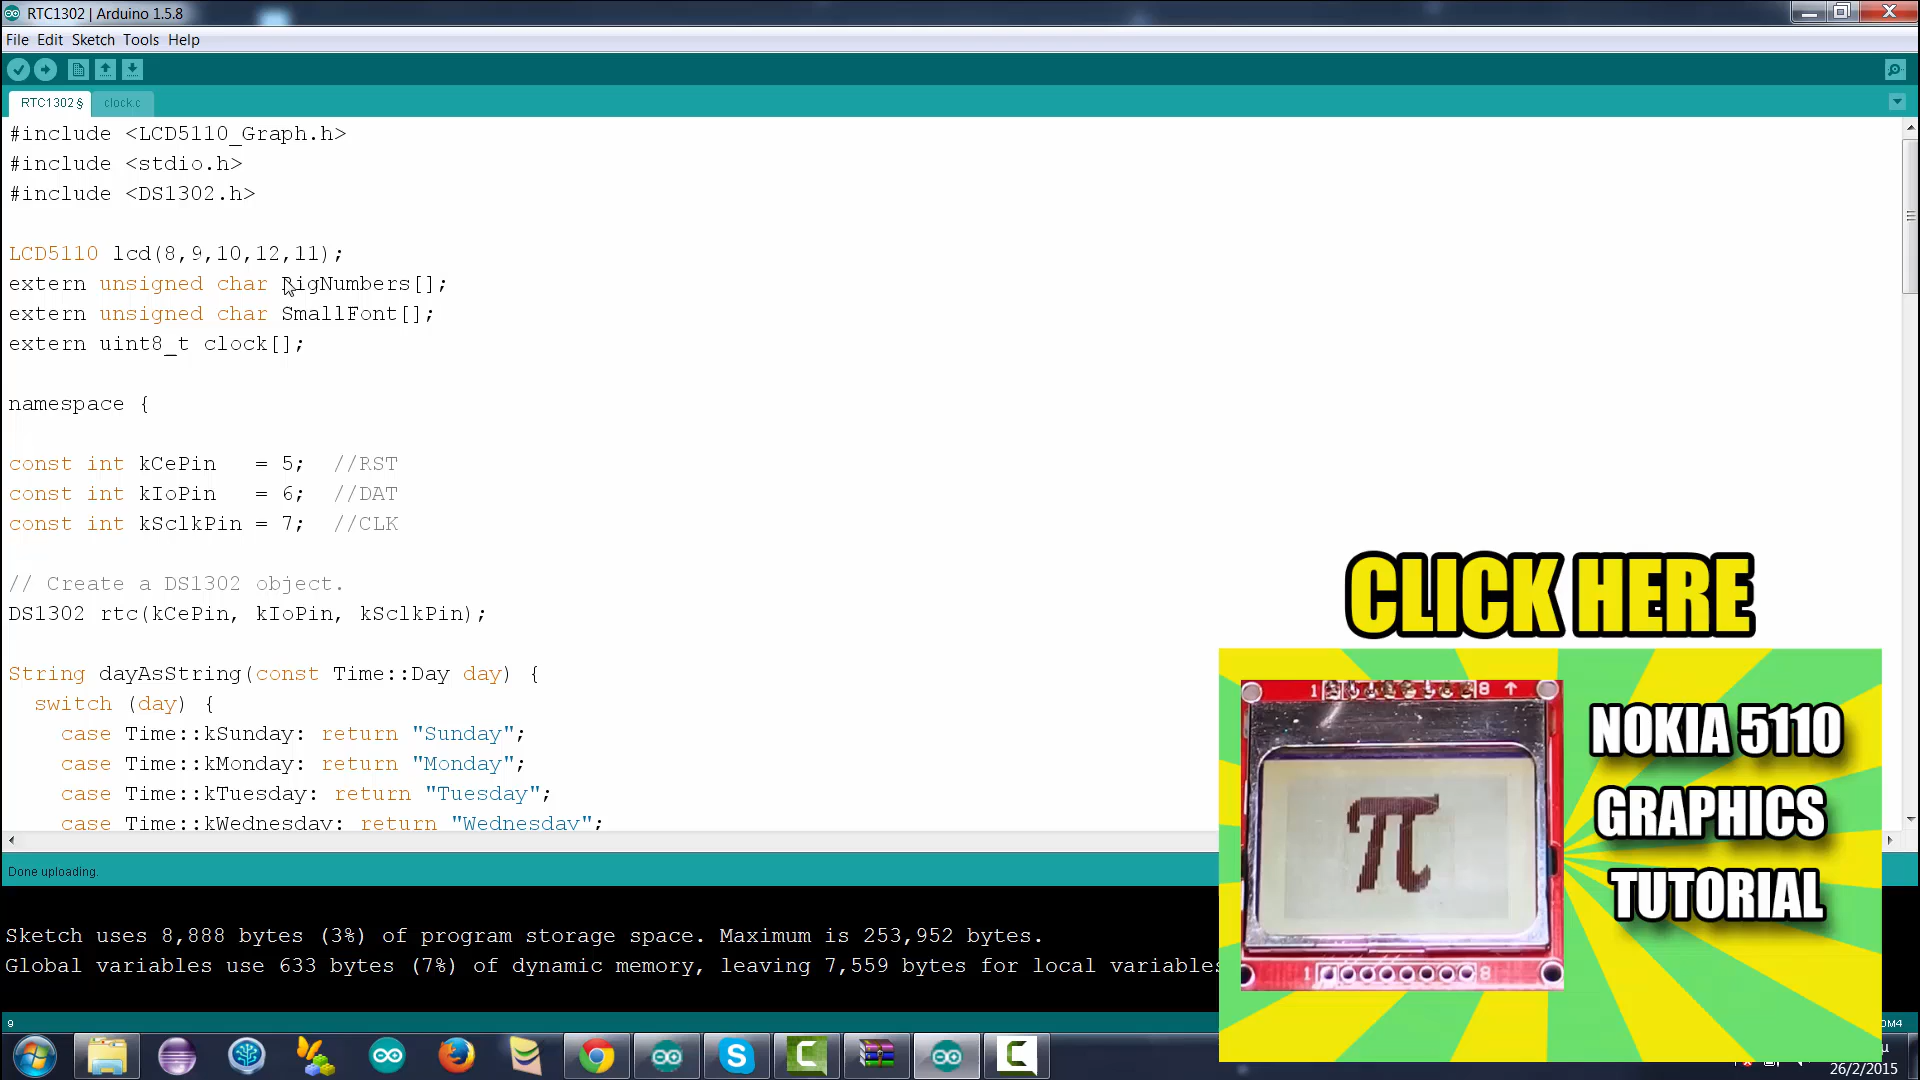 RTC1302 | Arduino 1.5.8
File Edit Sketch Tools Help
RTC1302 § clock.c
#include <LCD5110_Graph.h>
#include <stdio.h>
#include <DS1302.h>
LCD5110 lcd(8,9,10,12,11);
extern unsigned char BigNumbers[];
extern unsigned char SmallFont[];
extern uint8_t clock[];
namespace {
const int kCePin   = 5;  //RST
const int kIoPin   = 6;  //DAT
const int kSclkPin = 7;  //CLK
// Create a DS1302 object.
DS1302 rtc(kCePin, kIoPin, kSclkPin);
String dayAsString(const Time::Day day) {
switch (day) {
case Time::kSunday: return "Sunday";
case Time::kMonday: return "Monday";
case Time::kTuesday: return "Tuesday";
case Time::kWednesday: return "Wednesday";
CLICK HERE
1 8
π
1 8
NOKIA 5110
GRAPHICS
TUTORIAL
Done uploading.
Sketch uses 8,888 bytes (3%) of program storage space. Maximum is 253,952 bytes.
Global variables use 633 bytes (7%) of dynamic memory, leaving 7,559 bytes for local variables
9
OM4
26/2/2015